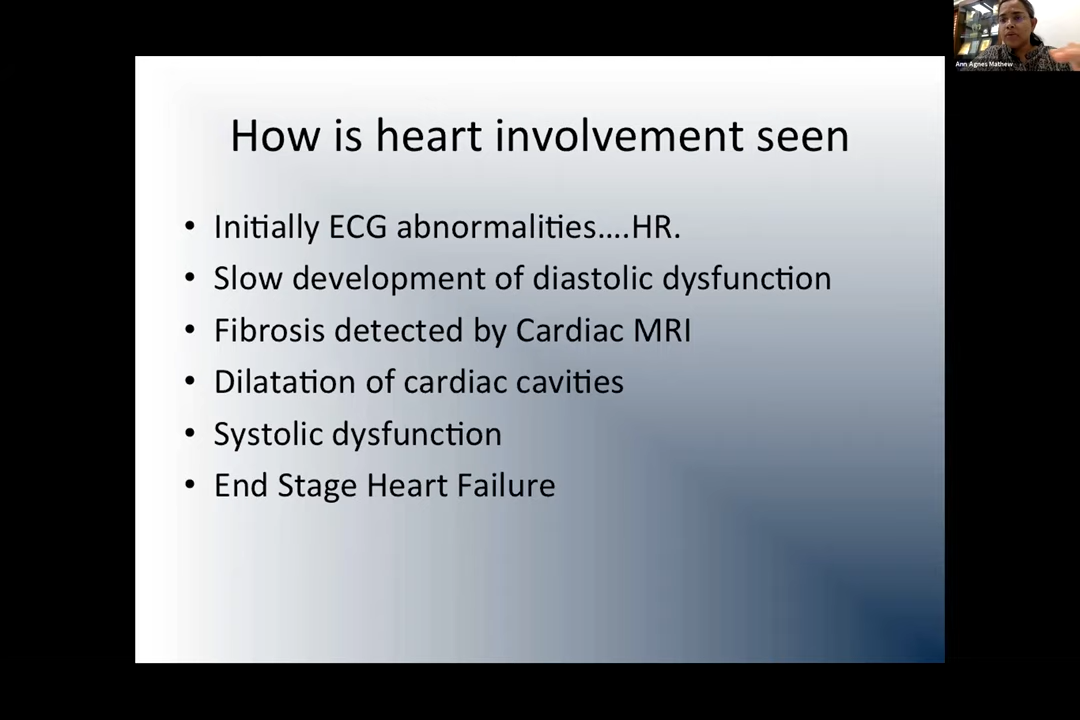 Ann Agnes Mathew
How is heart involvement seen
• Initially ECG abnormalities....HR.
• Slow development of diastolic dysfunction
• Fibrosis detected by Cardiac MRI
• Dilatation of cardiac cavities
• Systolic dysfunction
• End Stage Heart Failure